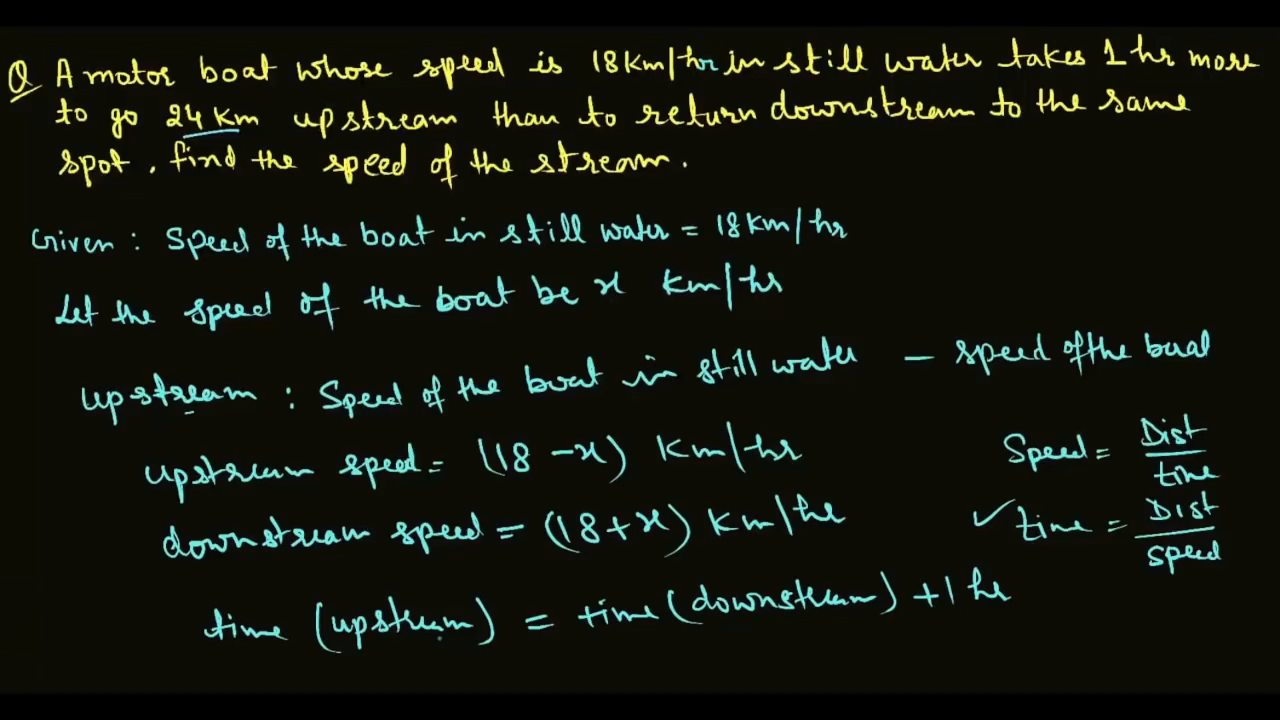 Q A motor boat whose speed is 18 Km/hr in still water takes 1 hr more
to go 24 Km upstream than to return downstream to the same
spot. find the speed of the stream.
Given : Speed of the boat in still water = 18 Km/hr
Let the speed of the boat be x Km/hr
upstream : Speed of the boat in still water - speed of the boat
upstream speed = (18 - x) Km/hr
downstream speed = (18 + x) Km/hr
time (upstream) = time (downstream) + 1 hr
Speed = Dist
time
✓ time = Dist
speed